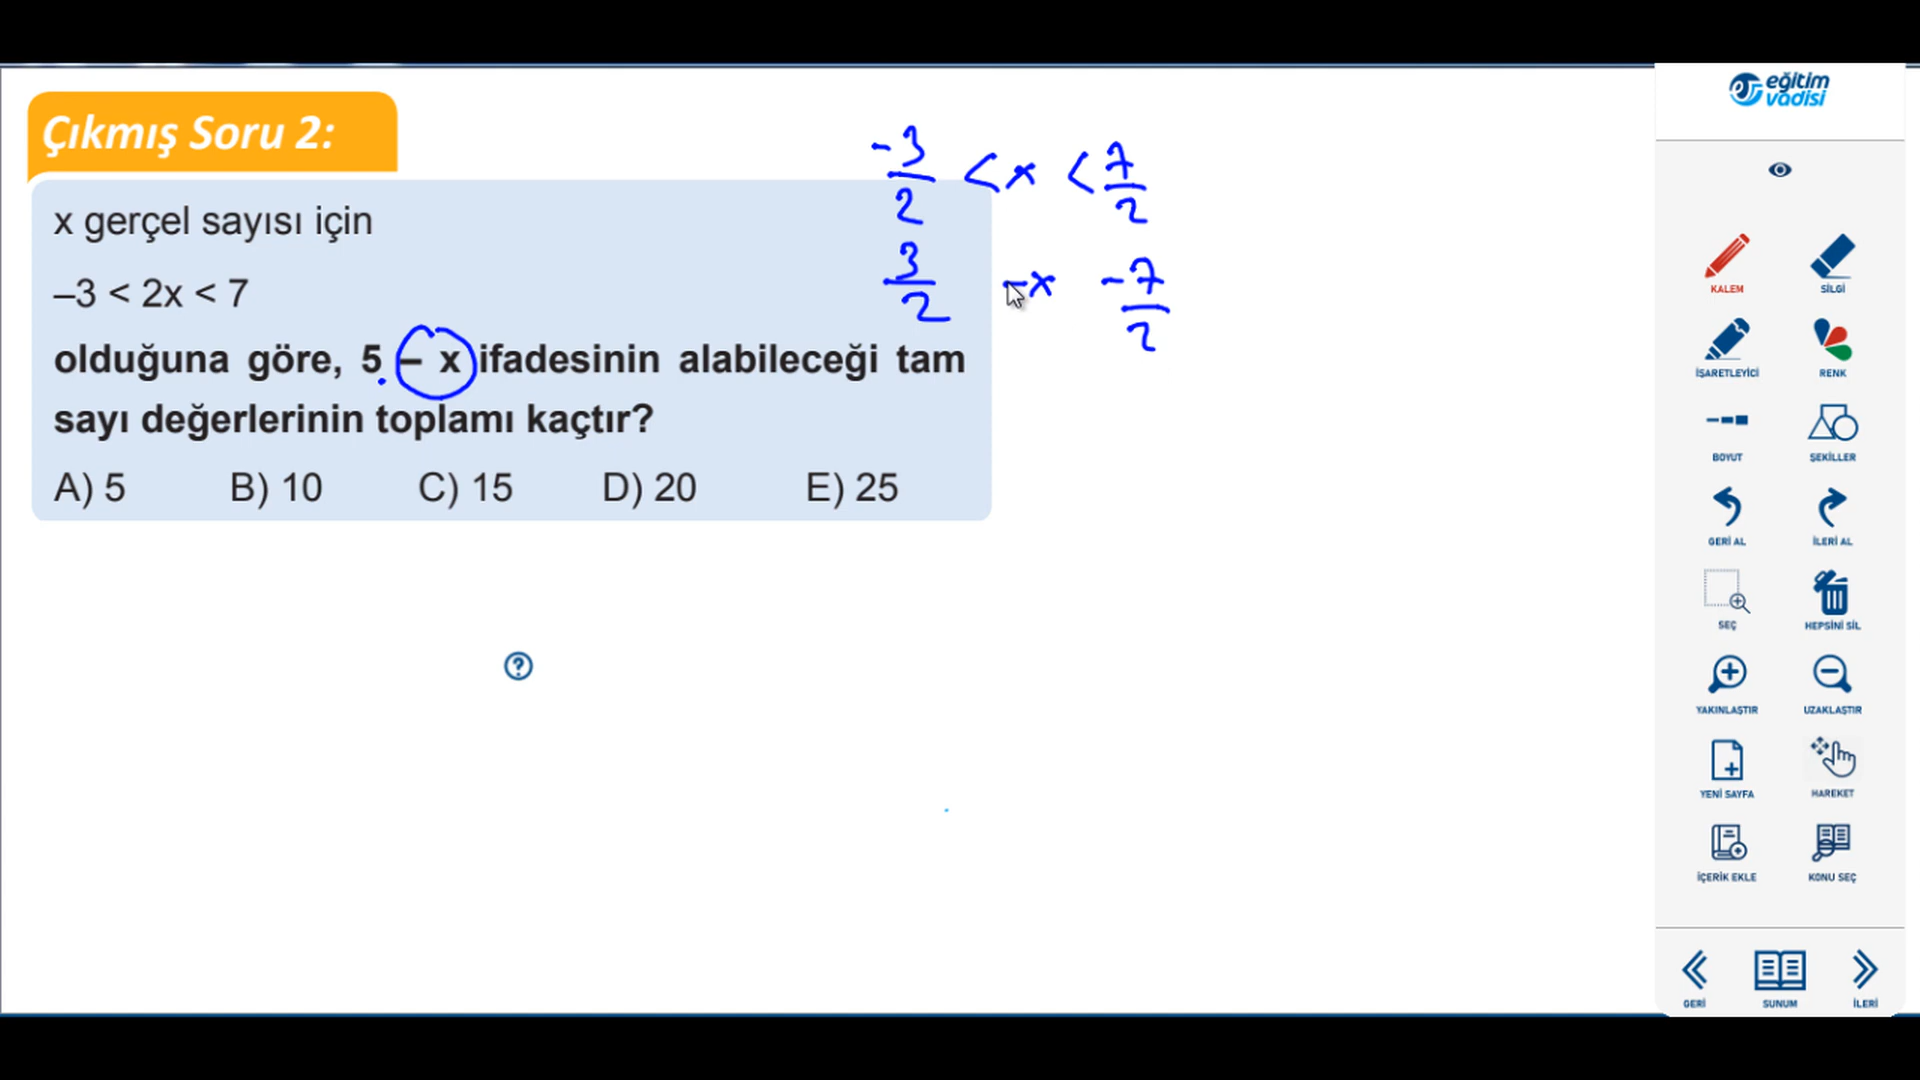 eğitim
vadisi
Çıkmış Soru 2:
-3/2 < x < 7/2
x gerçel sayısı için
3/2 -x -7/2
–3 < 2x < 7
olduğuna göre, 5 – x ifadesinin alabileceği tam
sayı değerlerinin toplamı kaçtır?
A) 5 B) 10 C) 15 D) 20 E) 25
KALEM SİLGİ
İŞARETLEYİCİ RENK
BOYUT ŞEKİLLER
GERİ AL İLERİ AL
SEÇ HEPSİNİ SİL
YAKINLAŞTIR UZAKLAŞTIR
YENİ SAYFA HAREKET
İÇERİK EKLE KONU SEÇ
GERİ SUNUM İLERİ